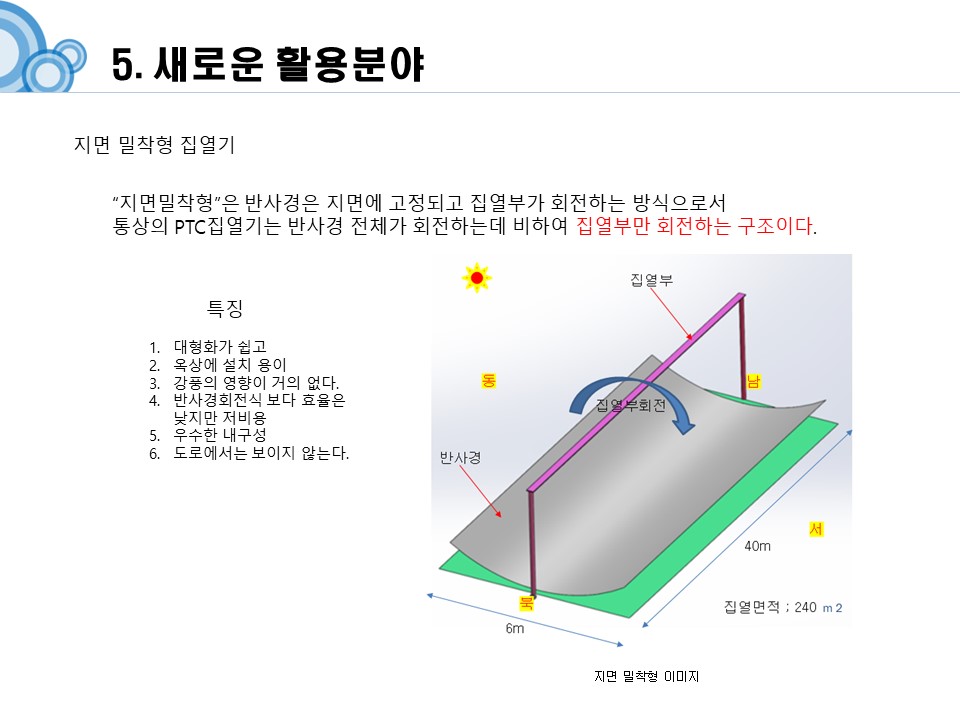 5. 새로운 활용분야
지면 밀착형 집열기
“지면밀착형”은 반사경은 지면에 고정되고 집열부가 회전하는 방식으로서
통상의 PTC집열기는 반사경 전체가 회전하는데 비하여 집열부만 회전하는 구조이다.
특징
1. 대형화가 쉽고
2. 옥상에 설치 용이
3. 강풍의 영향이 거의 없다.
4. 반사경회전식 보다 효율은
낮지만 저비용
5. 우수한 내구성
6. 도로에서는 보이지 않는다.
집열부
동
남
집열부회전
반사경
서
40m
북
집열면적 ; 240 m2
6m
지면 밀착형 이미지